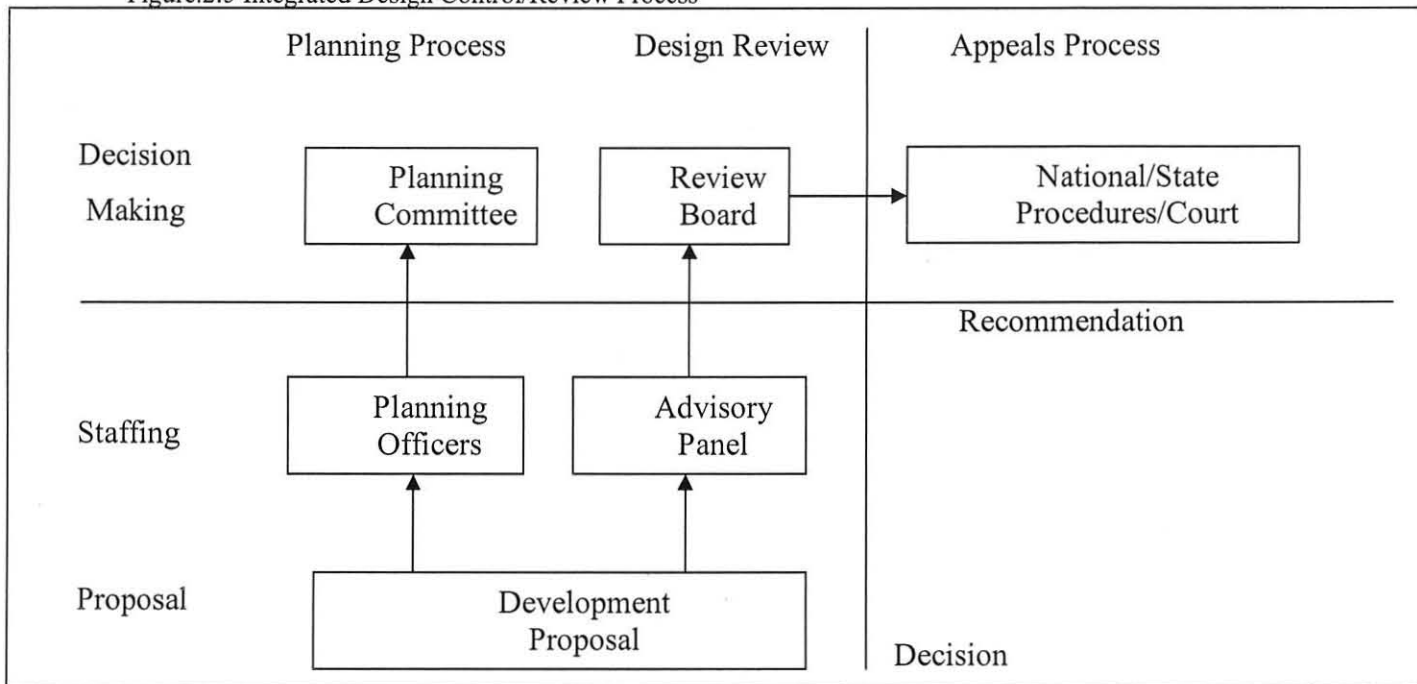 Figure.2.3 Integrated Design Control/Review Process
Planning Process Design Review Appeals Process
Decision
Making
Planning
Committee
Review
Board
National/State
Procedures/Court
Recommendation
Staffing
Planning
Officers
Advisory
Panel
Proposal
Development
Proposal
Decision